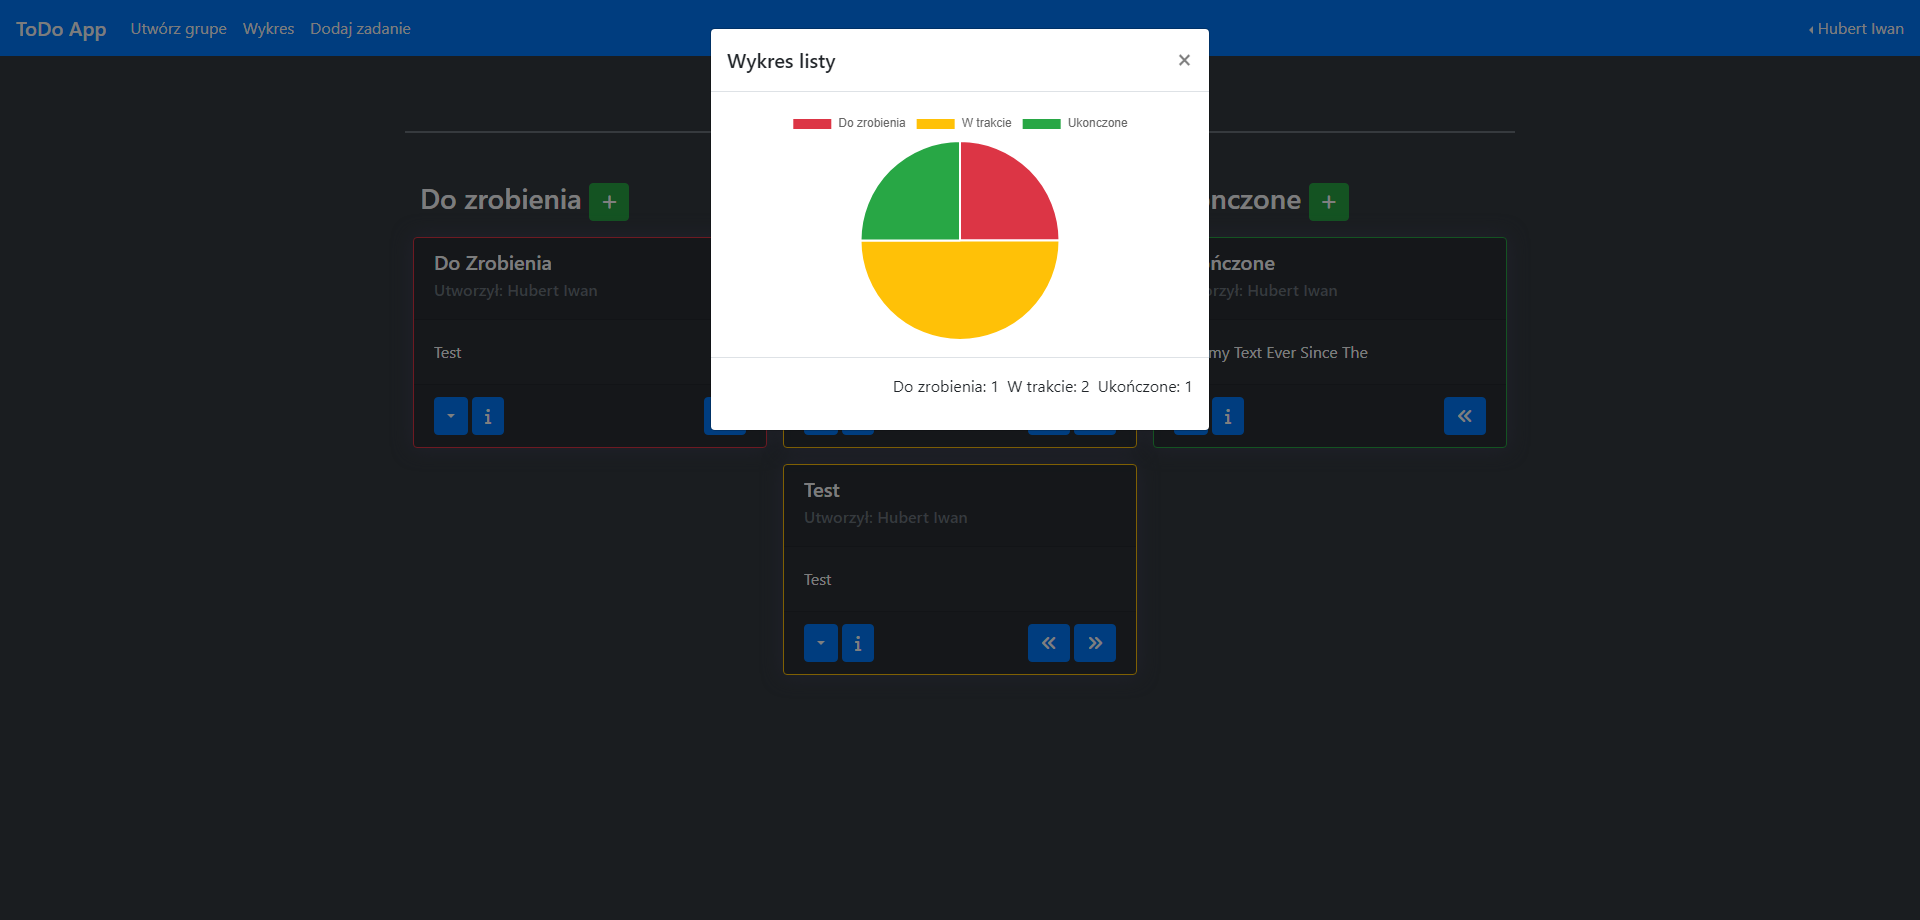 ToDo App Utwórz grupe Wykres Dodaj zadanie Hubert Iwan
Wykres listy ×
Do zrobienia W trakcie Ukonczone
Do zrobienia: 1 W trakcie: 2 Ukończone: 1
Do zrobienia +
nczone +
Do Zrobienia
Utworzył: Hubert Iwan
Test
i
Test
Utworzył: Hubert Iwan
Test
i « »
ńczone
rzył: Hubert Iwan
my Text Ever Since The
i «